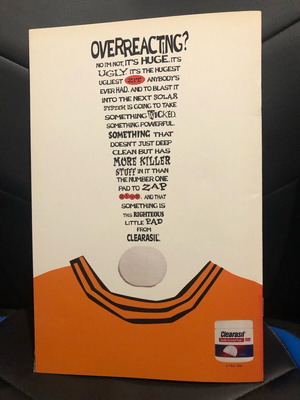 OVERREACTING?
NO I'M NOT, IT'S HUGE. IT'S
UGLY. IT'S THE HUGEST
UGLIEST ZIT ANYBODY'S
EVER HAD. AND TO BLAST IT
INTO THE NEXT SOLAR
SYSTEM IS GOING TO TAKE
SOMETHING WICKED.
SOMETHING POWERFUL.
SOMETHING THAT
DOESN'T JUST DEEP
CLEAN BUT HAS
MORE KILLER
STUFF IN IT THAN
THE NUMBER ONE
PAD TO ZAP
ZITS. AND THAT
SOMETHING IS
THIS RIGHTEOUS
LITTLE PAD
FROM
CLEARASIL.
Clearasil